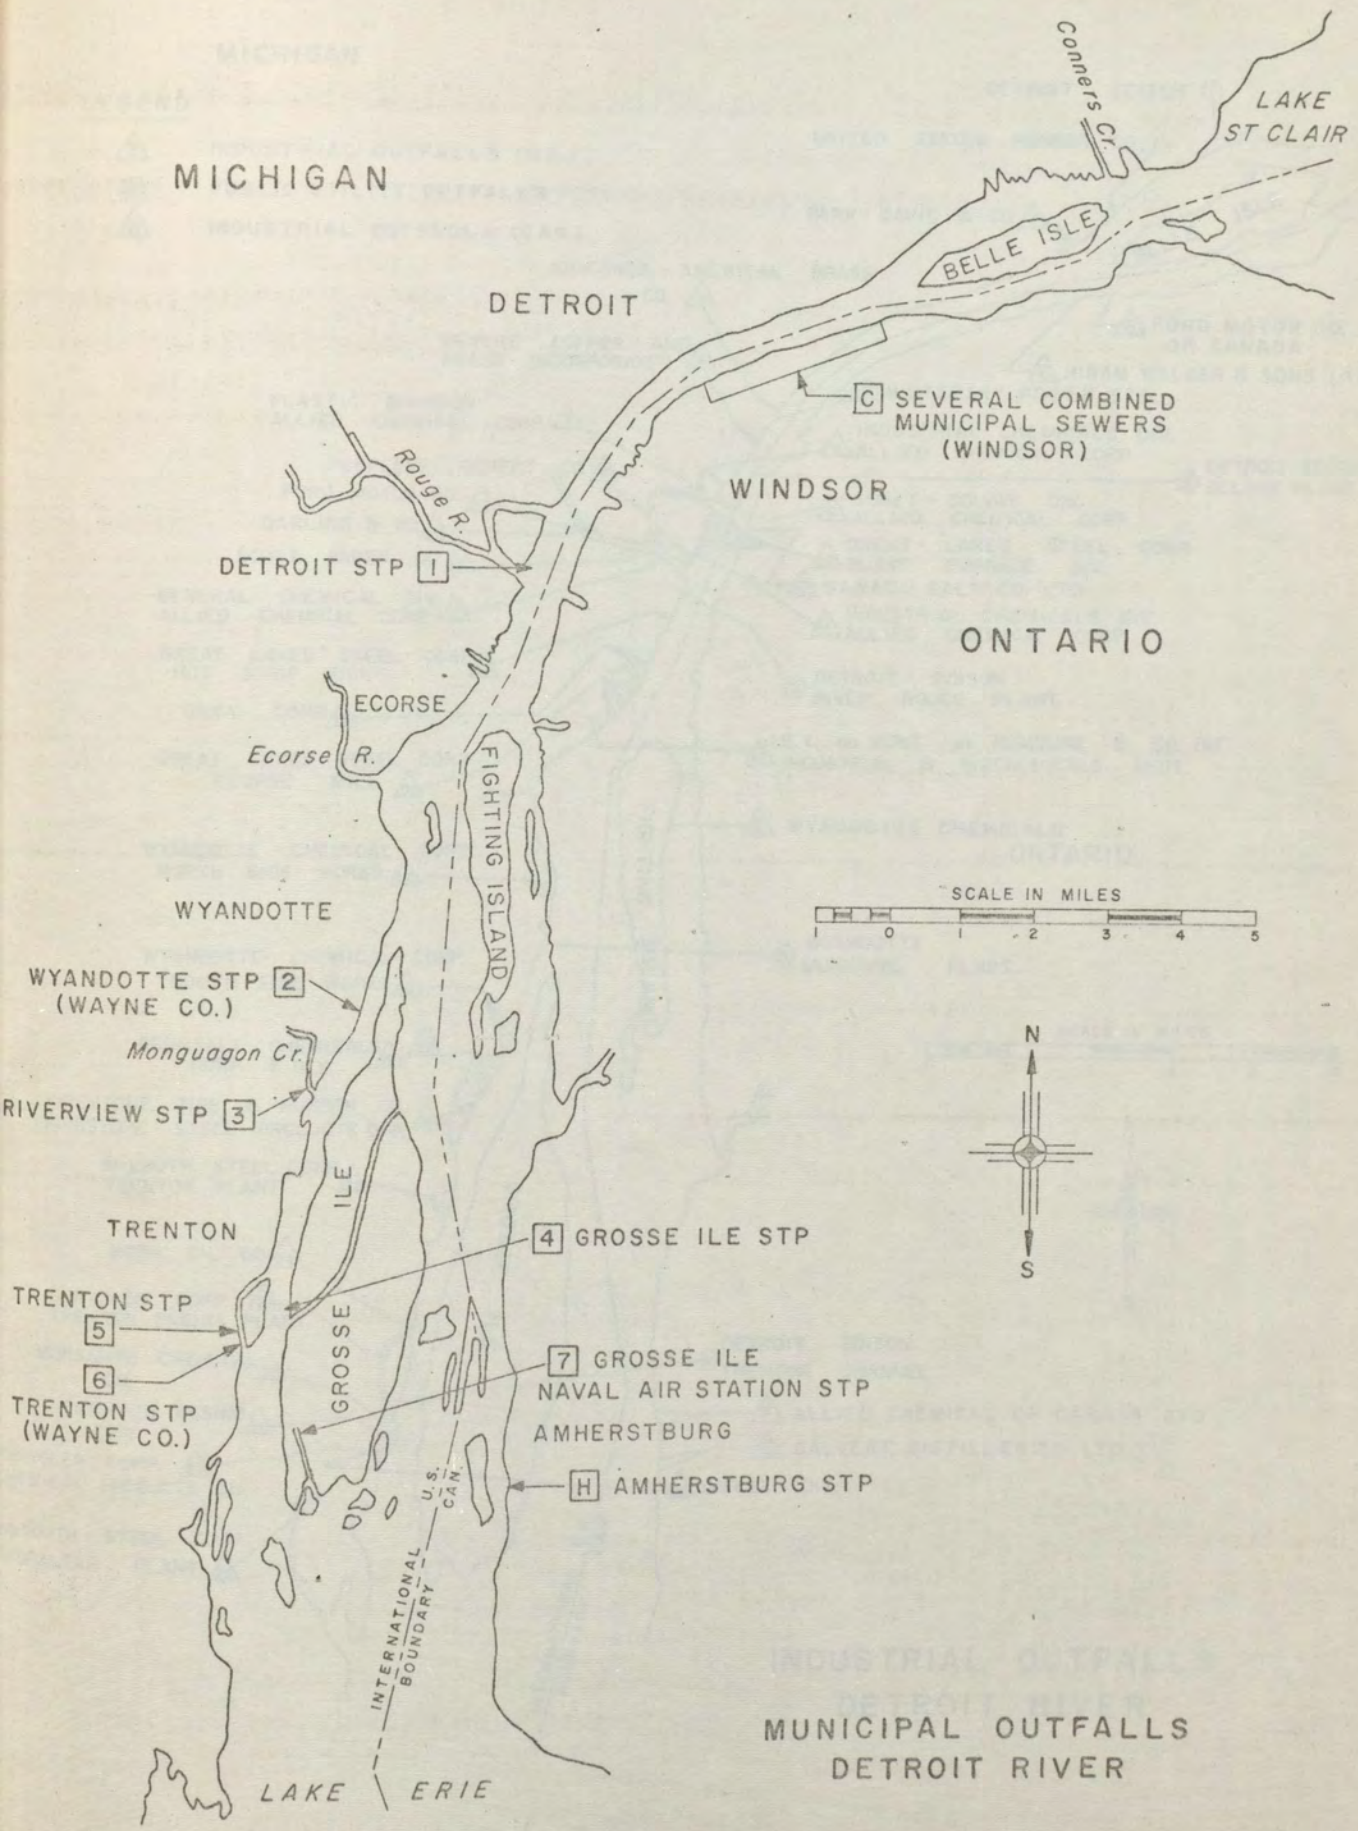 Conners Cr.
LAKE
ST CLAIR
MICHIGAN
BELLE ISLE
DETROIT
C SEVERAL COMBINED
MUNICIPAL SEWERS
(WINDSOR)
Rouge R.
WINDSOR
DETROIT STP 1
ONTARIO
ECORSE
Ecorse R.
FIGHTING ISLAND
WYANDOTTE
SCALE IN MILES
1 0 1 2 3 4 5
WYANDOTTE STP 2
(WAYNE CO.)
Monguagon Cr.
N
RIVERVIEW STP 3
S
GROSSE ILE
TRENTON
4 GROSSE ILE STP
TRENTON STP
5
6
TRENTON STP
(WAYNE CO.)
7 GROSSE ILE
NAVAL AIR STATION STP
AMHERSTBURG
H AMHERSTBURG STP
U.S.
CAN.
INTERNATIONAL
BOUNDARY
MUNICIPAL OUTFALLS
DETROIT RIVER
LAKE ERIE